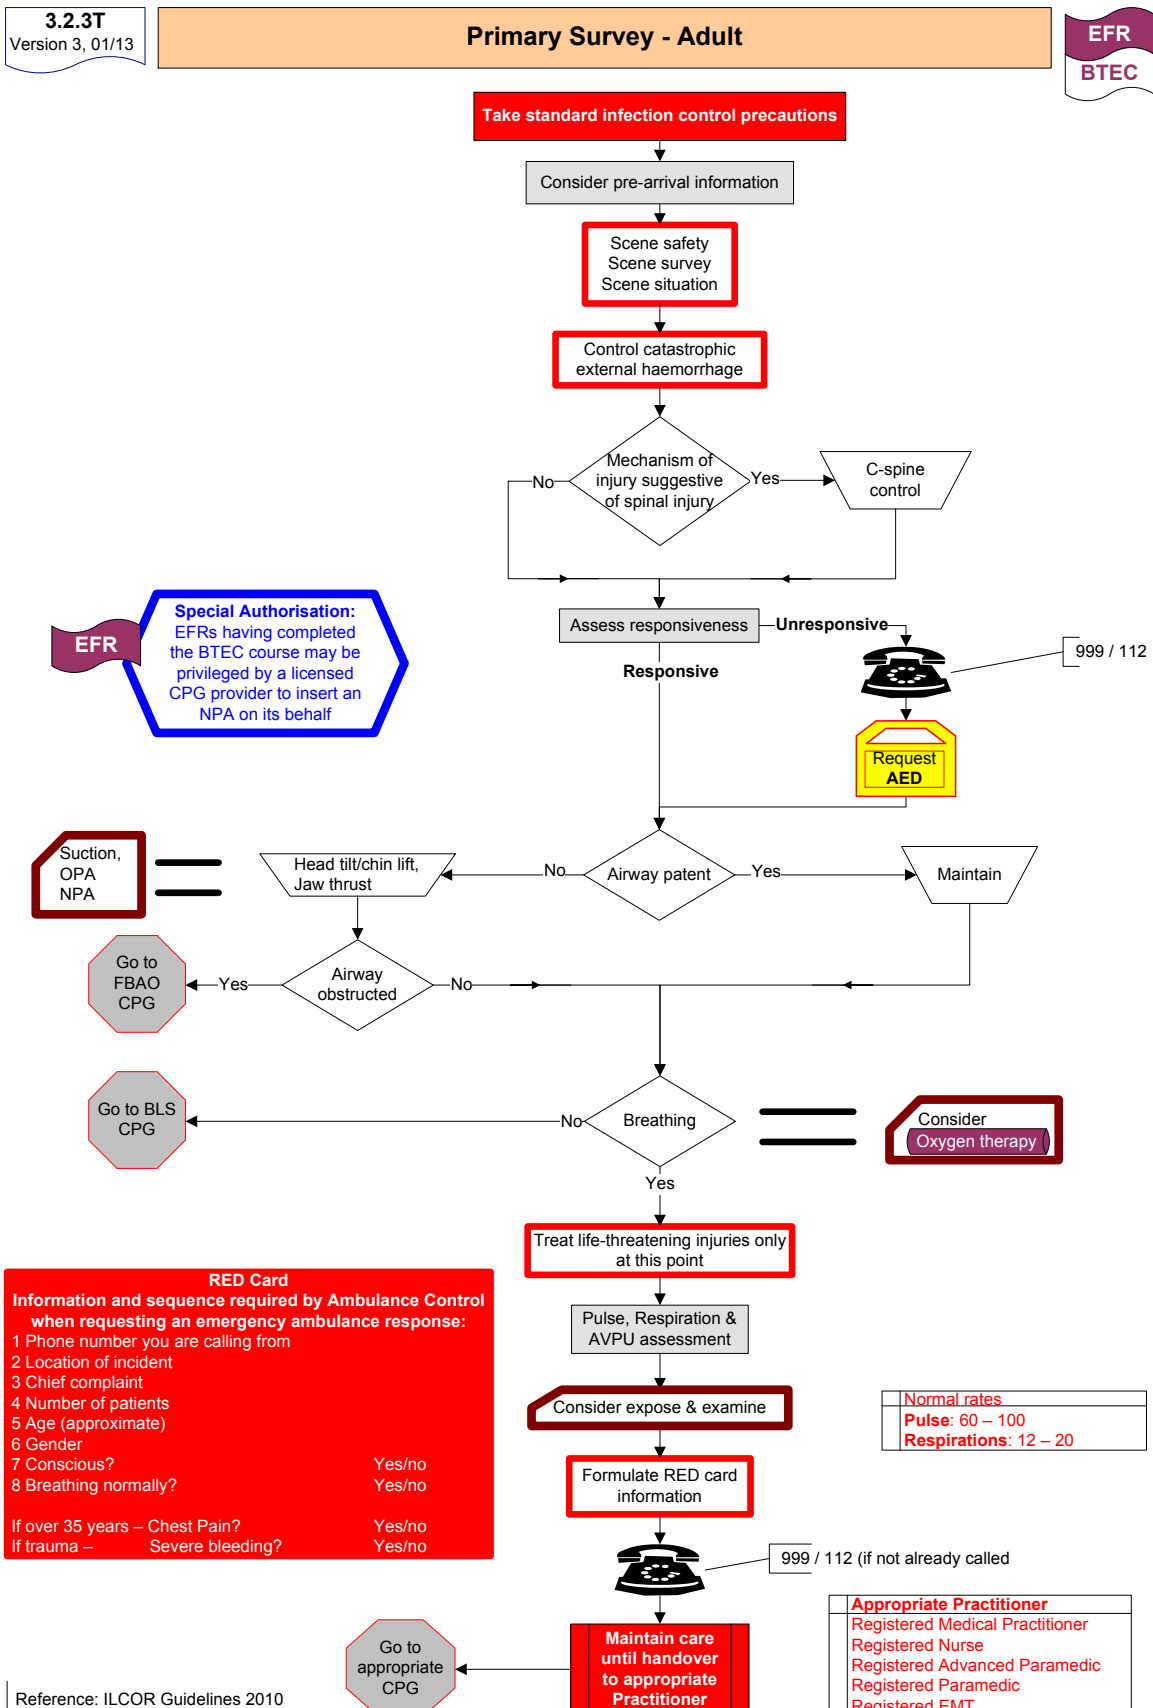 3.2.3T
Version 3, 01/13
Primary Survey - Adult
EFR
BTEC
Take standard infection control precautions
Consider pre-arrival information
Scene safety
Scene survey
Scene situation
Control catastrophic
external haemorrhage
Mechanism of
injury suggestive
of spinal injury
No
Yes
C-spine
control
Special Authorisation:
EFRs having completed
the BTEC course may be
privileged by a licensed
CPG provider to insert an
NPA on its behalf
EFR
Assess responsiveness
Unresponsive
999 / 112
Responsive
Request
AED
Suction,
OPA
NPA
Head tilt/chin lift,
Jaw thrust
No
Airway patent
Yes
Maintain
Go to
FBAO
CPG
Yes
Airway
obstructed
No
Go to BLS
CPG
No
Breathing
Consider
Oxygen therapy
Yes
Treat life-threatening injuries only
at this point
RED Card
Information and sequence required by Ambulance Control
when requesting an emergency ambulance response:
1 Phone number you are calling from
2 Location of incident
3 Chief complaint
4 Number of patients
5 Age (approximate)
6 Gender
7 Conscious? Yes/no
8 Breathing normally? Yes/no
If over 35 years – Chest Pain? Yes/no
If trauma – Severe bleeding? Yes/no
Pulse, Respiration &
AVPU assessment
Consider expose & examine
Normal rates
Pulse: 60 – 100
Respirations: 12 – 20
Formulate RED card
information
999 / 112 (if not already called
Go to
appropriate
CPG
Maintain care
until handover
to appropriate
Practitioner
Appropriate Practitioner
Registered Medical Practitioner
Registered Nurse
Registered Advanced Paramedic
Registered Paramedic
Registered EMT
Reference: ILCOR Guidelines 2010